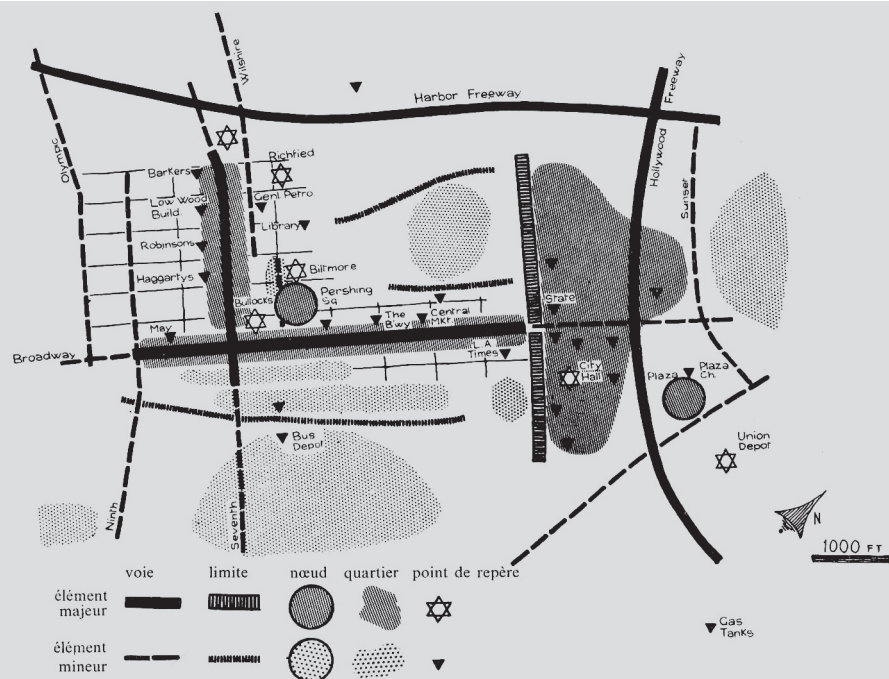 Wilshire
Freeway
Harbor Freeway
Olympic
Hollywood
Richfied
Barkers
Low Wood
Build.
Genl. Petro
Library
Sunset
Robinsons
Haggartys
Biltmore
Bullocks
Pershing
Sq
State
May
The
B'wy
Central
Mkt.
Broadway
L.A.
Times
City
Hall
Plaza
Plaza
Ch.
Bus
Depot
Union
Depot
Ninth
Seventh
N
1000 FT
voie limite nœud quartier point de repère
élément
majeur
élément
mineur
Gas
Tanks